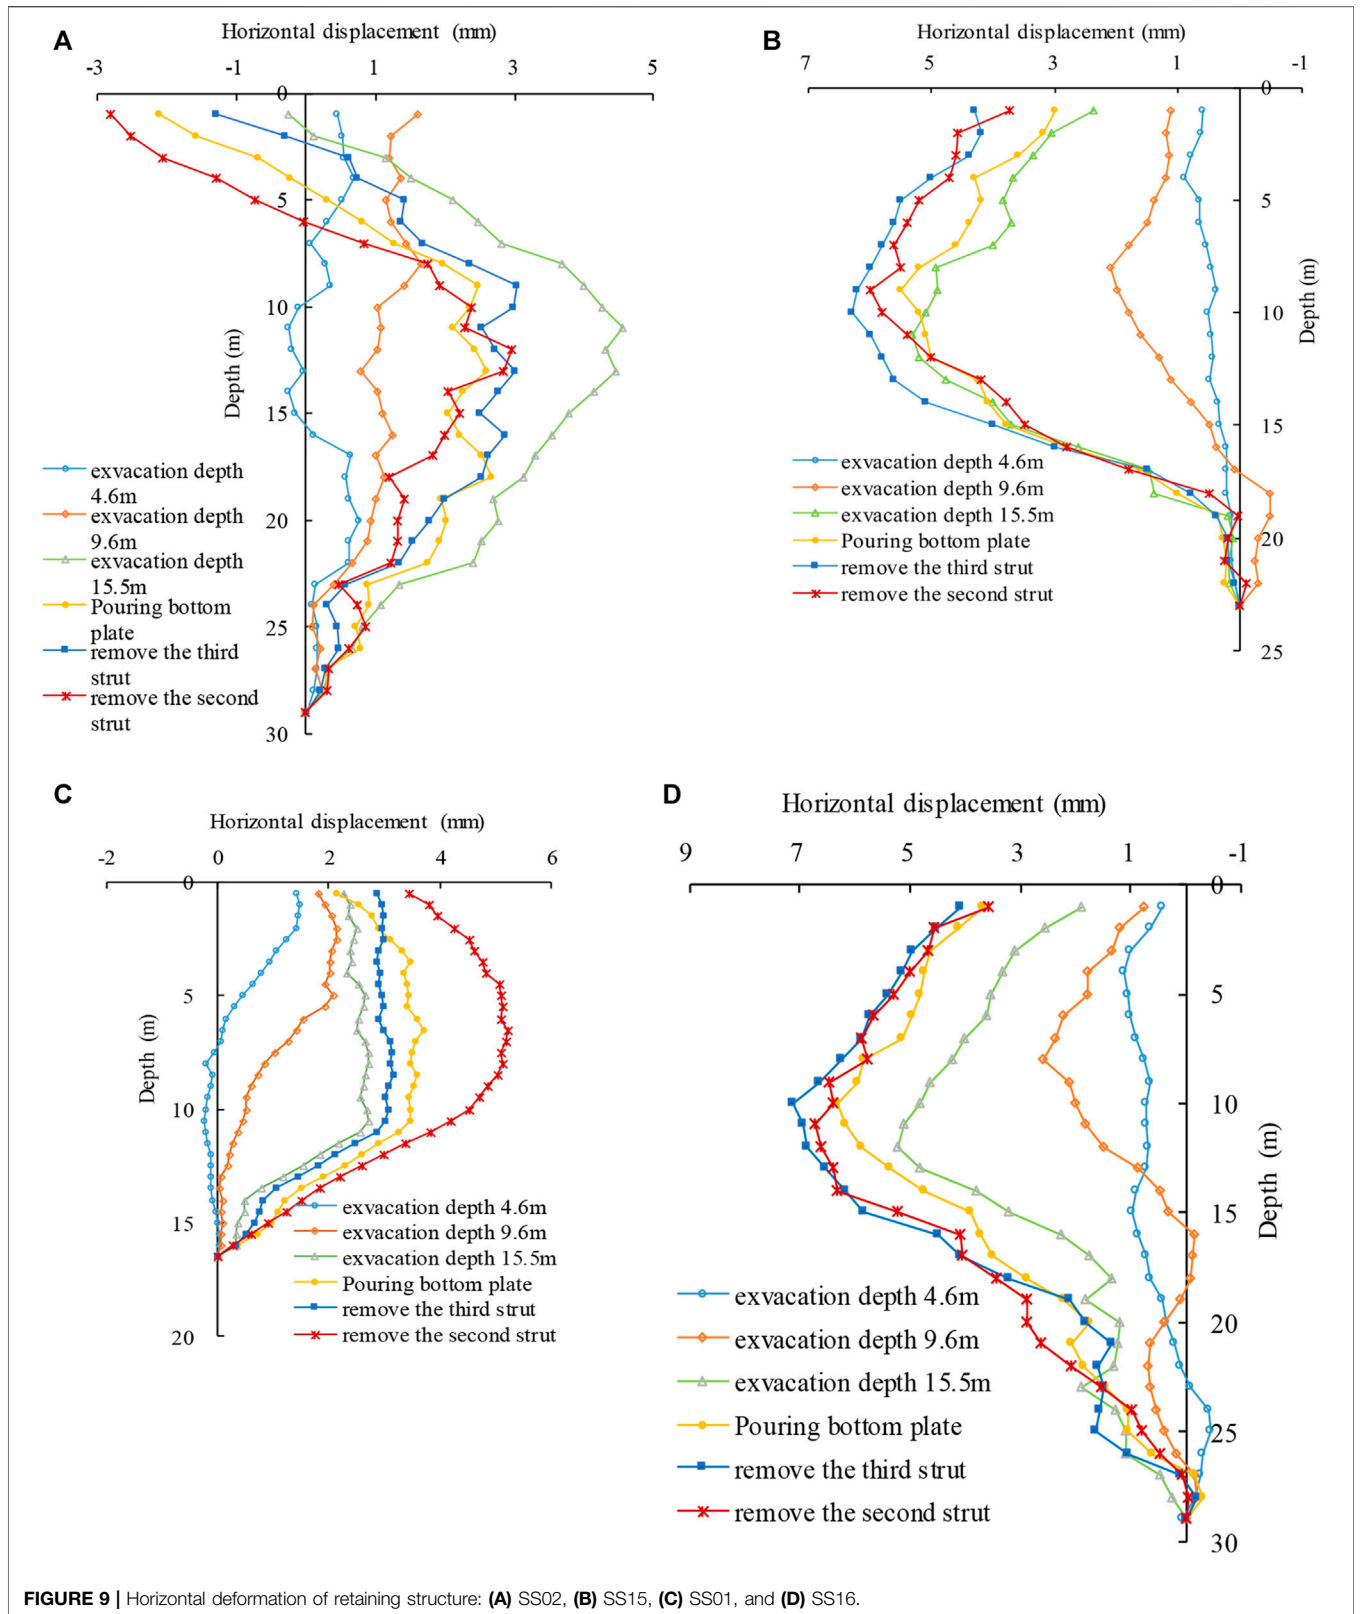 A
Horizontal displacement (mm)
-3 -1 1 3 5
0
5
10
15
20
25
30
Depth (m)
exvacation depth
4.6m
exvacation depth
9.6m
exvacation depth
15.5m
Pouring bottom
plate
remove the third
strut
remove the second
strut
B
Horizontal displacement (mm)
7 5 3 1 -1
0
5
10
15
20
25
Depth (m)
exvacation depth 4.6m
exvacation depth 9.6m
exvacation depth 15.5m
Pouring bottom plate
remove the third strut
remove the second strut
C
Horizontal displacement (mm)
-2 0 2 4 6
0
5
10
15
20
Depth (m)
exvacation depth 4.6m
exvacation depth 9.6m
exvacation depth 15.5m
Pouring bottom plate
remove the third strut
remove the second strut
D
Horizontal displacement (mm)
9 7 5 3 1 -1
0
5
10
15
20
25
30
Depth (m)
exvacation depth 4.6m
exvacation depth 9.6m
exvacation depth 15.5m
Pouring bottom plate
remove the third strut
remove the second strut
FIGURE 9 | Horizontal deformation of retaining structure: (A) SS02, (B) SS15, (C) SS01, and (D) SS16.